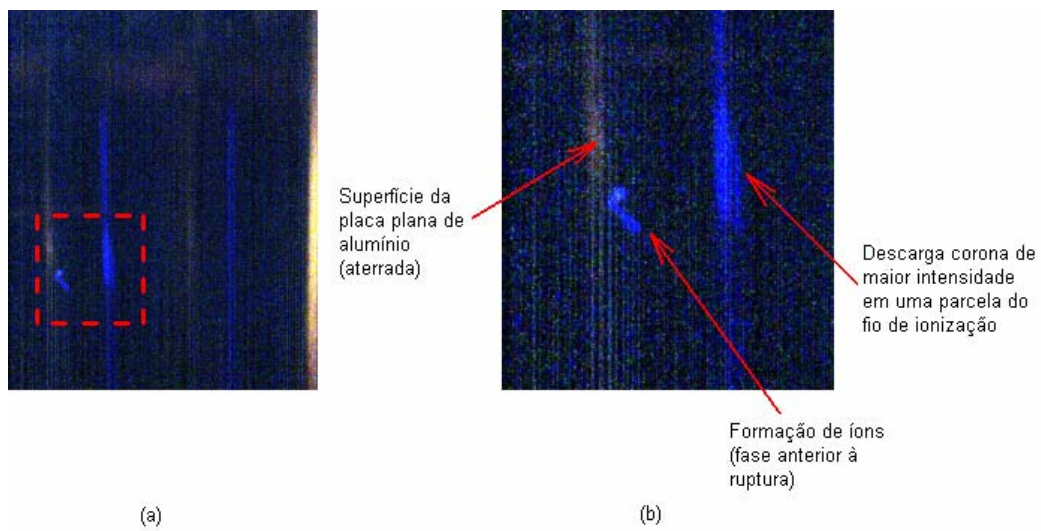 Superfície da
placa plana de
alumínio
(aterrada)
Descarga corona de
maior intensidade
em uma parcela do
fio de ionização
Formação de íons
(fase anterior à
ruptura)
(a)
(b)